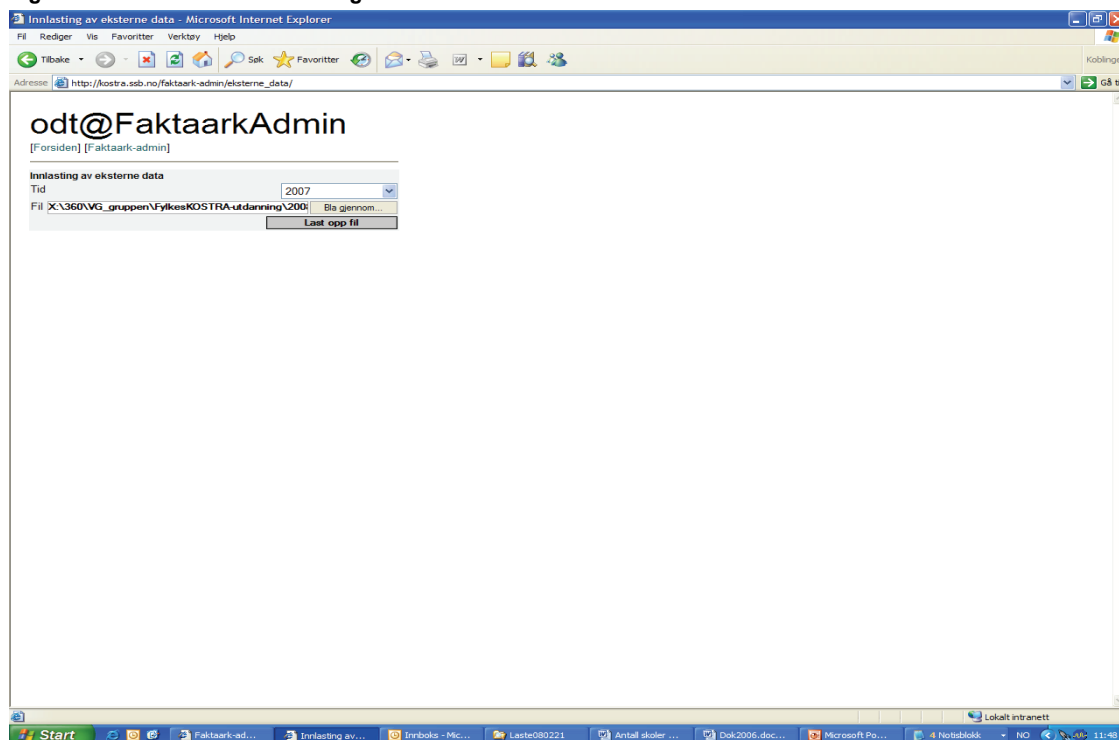 Innlasting av eksterne data - Microsoft Internet Explorer
Fil Rediger Vis Favoritter Verktøy Hjelp
Tilbake Søk Favoritter Koblinge
Adresse http://kostra.ssb.no/faktaark-admin/eksterne_data/ Gå ti
odt@FaktaarkAdmin
[Forsiden] [Faktaark-admin]
Innlasting av eksterne data
Tid 2007
Fil X:\360\VG_gruppen\FylkesKOSTRA-utdanning\2008 Bla gjennom...
Last opp fil
Lokalt intranett
Start Faktaark-ad... Innlasting av... Innboks - Mic... Laste080221 Antall skoler ... Dok2006.doc... Microsoft Po... 4 Notisblokk NO 11:48